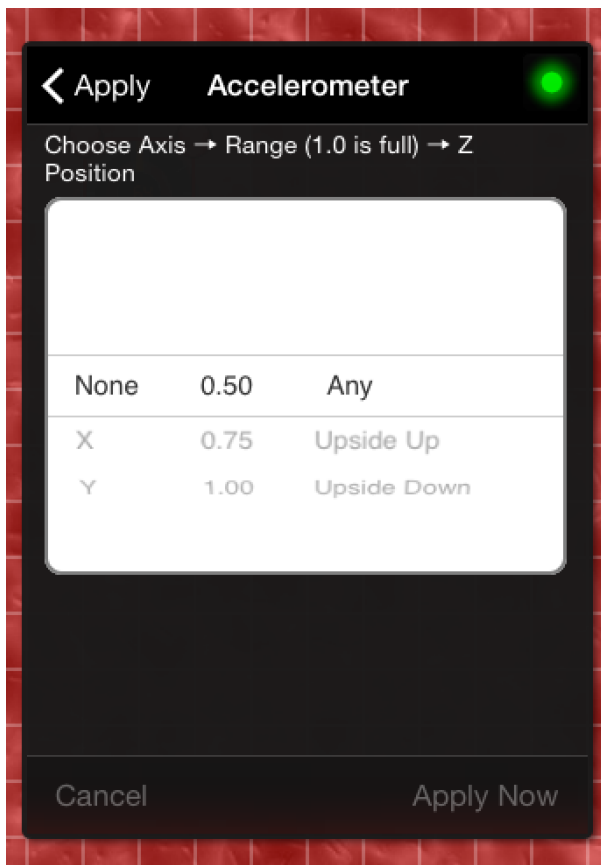 Apply Accelerometer
Choose Axis → Range (1.0 is full) → Z
Position
None 0.50 Any
X 0.75 Upside Up
Y 1.00 Upside Down
Cancel Apply Now